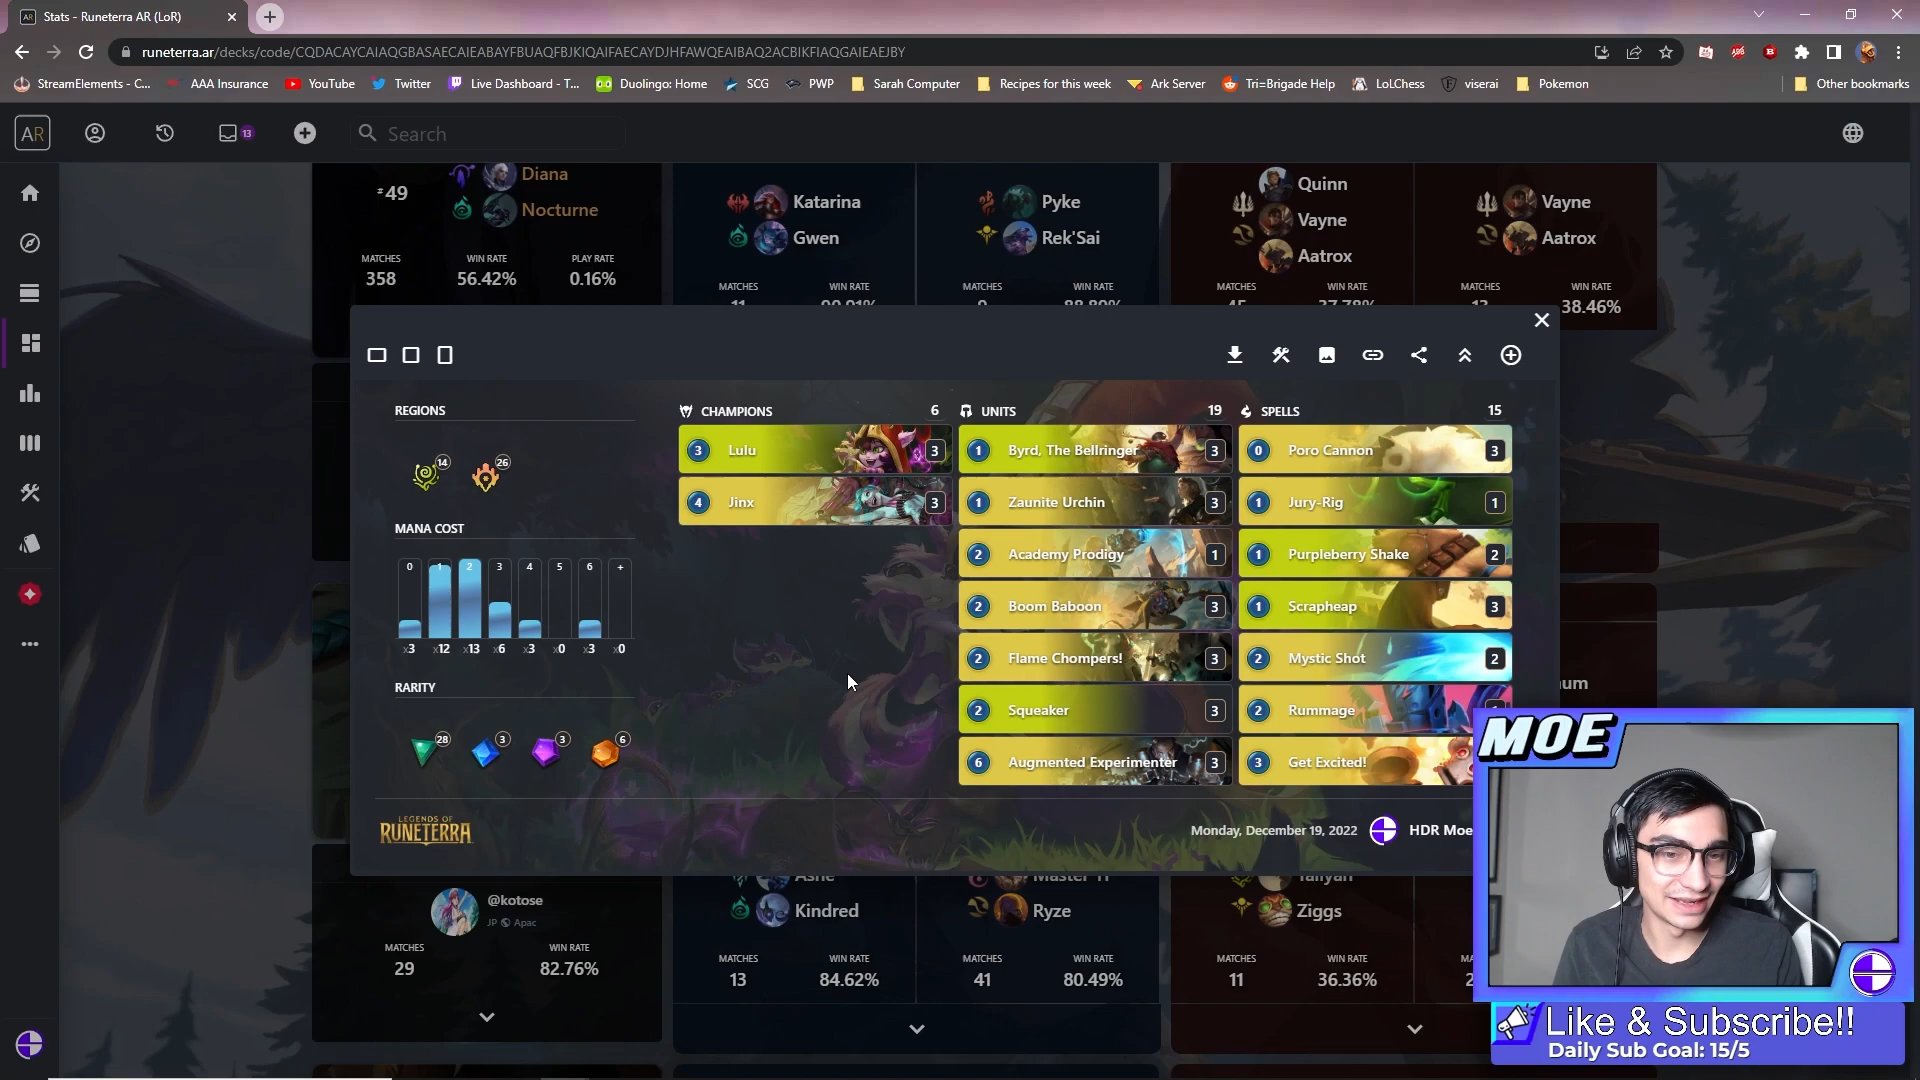 Stats - Runeterra AR (LoR)
runeterra.ar/decks/code/CQDACAYCAIAQGBASAECAIEABAYFBUAQFBJKIQAIFAECAYDJHFAWQEAIBAQ2ACBIKFIAQGAIEAEJBY
StreamElements - C...
AAA Insurance
YouTube
Twitter
Live Dashboard - T...
Duolingo: Home
SCG
PWP
Sarah Computer
Recipes for this week
Ark Server
Tri=Brigade Help
LoLChess
viserai
Pokemon
Other bookmarks
AR
13
Search
#49
Diana
Nocturne
MATCHES
358
WIN RATE
56.42%
PLAY RATE
0.16%
Katarina
Gwen
MATCHES
WIN RATE
Pyke
Rek'Sai
MATCHES
WIN RATE
Quinn
Vayne
Aatrox
MATCHES
WIN RATE
Vayne
Aatrox
MATCHES
WIN RATE
38.46%
REGIONS
14
26
MANA COST
0 1 2 3 4 5 6 +
x3 x12 x13 x6 x3 x0 x3 x0
RARITY
28
3
3
6
CHAMPIONS 6
3 Lulu 3
4 Jinx 3
UNITS 19
1 Byrd, The Bellringer 3
1 Zaunite Urchin 3
2 Academy Prodigy 1
2 Boom Baboon 3
2 Flame Chompers! 3
2 Squeaker 3
6 Augmented Experimenter 3
SPELLS 15
0 Poro Cannon 3
1 Jury-Rig 1
1 Purpleberry Shake 2
1 Scrapheap 3
2 Mystic Shot 2
2 Rummage
3 Get Excited!
LEGENDS OF
RUNETERRA
Monday, December 19, 2022
HDR Moe
@kotose
JP Apac
MATCHES
29
WIN RATE
82.76%
Ashe
Kindred
MATCHES
13
WIN RATE
84.62%
Master Yi
Ryze
MATCHES
41
WIN RATE
80.49%
Taliyah
Ziggs
MATCHES
11
WIN RATE
36.36%
MOE
Like & Subscribe!!
Daily Sub Goal: 15/5